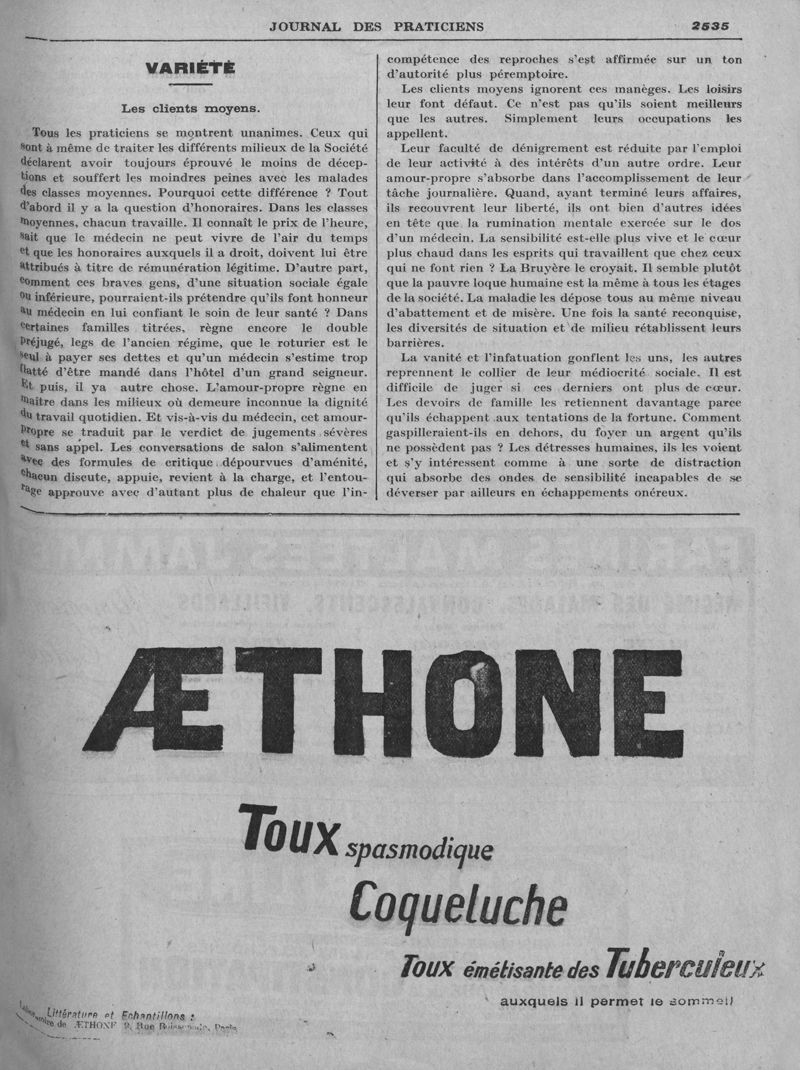 JOURNAL DES PRATICIENS 2535
VARIÉTÉ
Les clients moyens.
Tous les praticiens se montrent unanimes. Ceux qui
sont à même de traiter les différents milieux de la Société
déclarent avoir toujours éprouvé le moins de décep-
tions et souffert les moindres peines avec les malades
des classes moyennes. Pourquoi cette différence ? Tout
d'abord il y a la question d'honoraires. Dans les classes
moyennes, chacun travaille. Il connaît le prix de l'heure,
sait que le médecin ne peut vivre de l'air du temps
et que les honoraires auxquels il a droit, doivent lui être
attribués à titre de rémunération légitime. D'autre part,
comment ces braves gens, d'une situation sociale égale
ou inférieure, pourraient-ils prétendre qu'ils font honneur
au médecin en lui confiant le soin de leur santé ? Dans
certaines familles titrées, règne encore le double
préjugé, legs de l'ancien régime, que le roturier est le
seul à payer ses dettes et qu'un médecin s'estime trop
flatté d'être mandé dans l'hôtel d'un grand seigneur.
Et puis, il ya autre chose. L'amour-propre règne en
maître dans les milieux où demeure inconnue la dignité
du travail quotidien. Et vis-à-vis du médecin, cet amour-
propre se traduit par le verdict de jugements sévères
et sans appel. Les conversations de salon s'alimentent
avec des formules de critique dépourvues d'aménité,
chacun discute, appuie, revient à la charge, et l'entou-
rage approuve avec d'autant plus de chaleur que l'in-
compétence des reproches s'est affirmée sur un ton
d'autorité plus péremptoire.
Les clients moyens ignorent ces manèges. Les loisirs
leur font défaut. Ce n'est pas qu'ils soient meilleurs
que les autres. Simplement leurs occupations les
appellent.
Leur faculté de dénigrement est réduite par l'emploi
de leur activité à des intérêts d'un autre ordre. Leur
amour-propre s'absorbe dans l'accomplissement de leur
tâche journalière. Quand, ayant terminé leurs affaires,
ils recouvrent leur liberté, ils ont bien d'autres idées
en tête que la rumination mentale exercée sur le dos
d'un médecin. La sensibilité est-elle plus vive et le cœur
plus chaud dans les esprits qui travaillent que chez ceux
qui ne font rien ? La Bruyère le croyait. Il semble plutôt
que la pauvre loque humaine est la même à tous les étages
de la société. La maladie les dépose tous au même niveau
d'abattement et de misère. Une fois la santé reconquise,
les diversités de situation et de milieu rétablissent leurs
barrières.
La vanité et l'infatuation gonflent les uns, les autres
reprennent le collier de leur médiocrité sociale. Il est
difficile de juger si ces derniers ont plus de cœur.
Les devoirs de famille les retiennent davantage parce
qu'ils échappent aux tentations de la fortune. Comment
gaspilleraient-ils en dehors, du foyer un argent qu'ils
ne possèdent pas ? Les détresses humaines, ils les voient
et s'y intéressent comme à une sorte de distraction
qui absorbe des ondes de sensibilité incapables de se
déverser par ailleurs en échappements onéreux.
ÆTHONE
Toux spasmodique
Coqueluche
Toux émétisante des Tuberculeux
auxquels il permet le sommeil
Littérature et Echantillons :
de ÆTHONE 9, Rue Paris